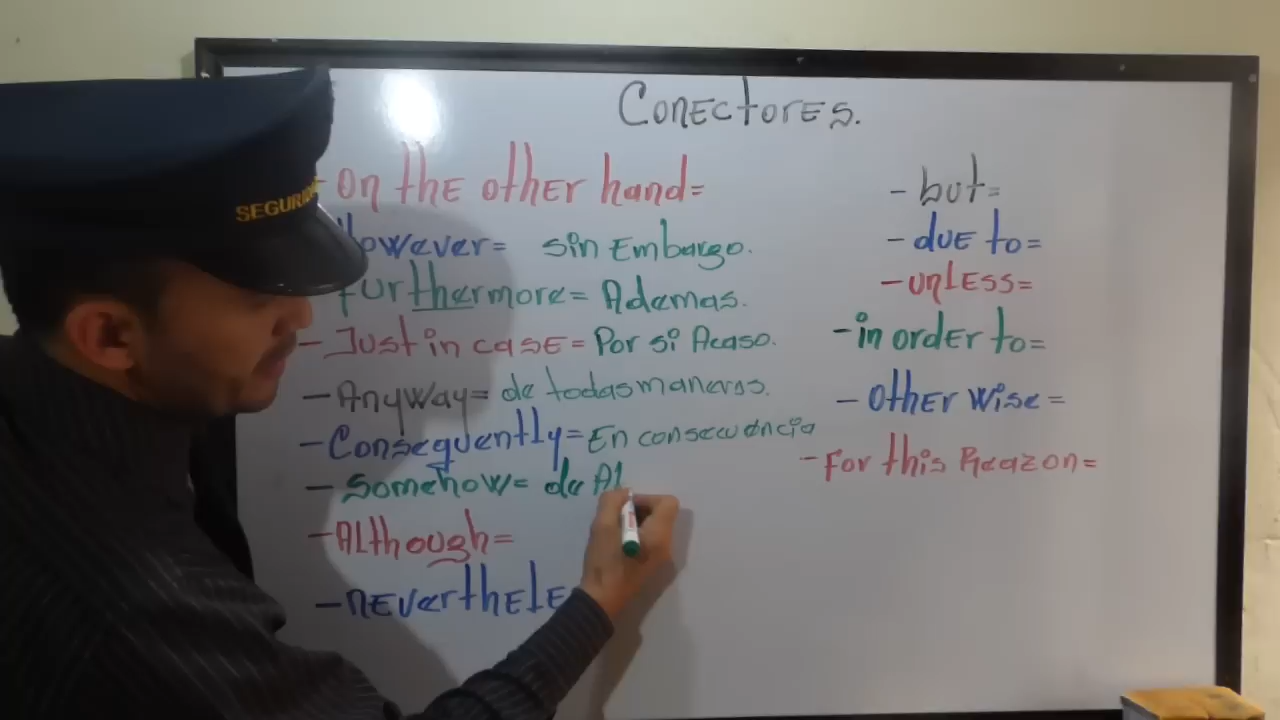 Conectores.
SEGURIDA
- on the other hand=
However= sin Embargo.
furthermore= Ademas.
- Just in case= Por si Acaso.
- Anyway= de todas maneras.
- Consequently= En consecuencia
- Somehow= de Al
- Although=
- nevertheле
- but=
- due to=
- unless=
- in order to=
- other wise=
- for this Reazon=